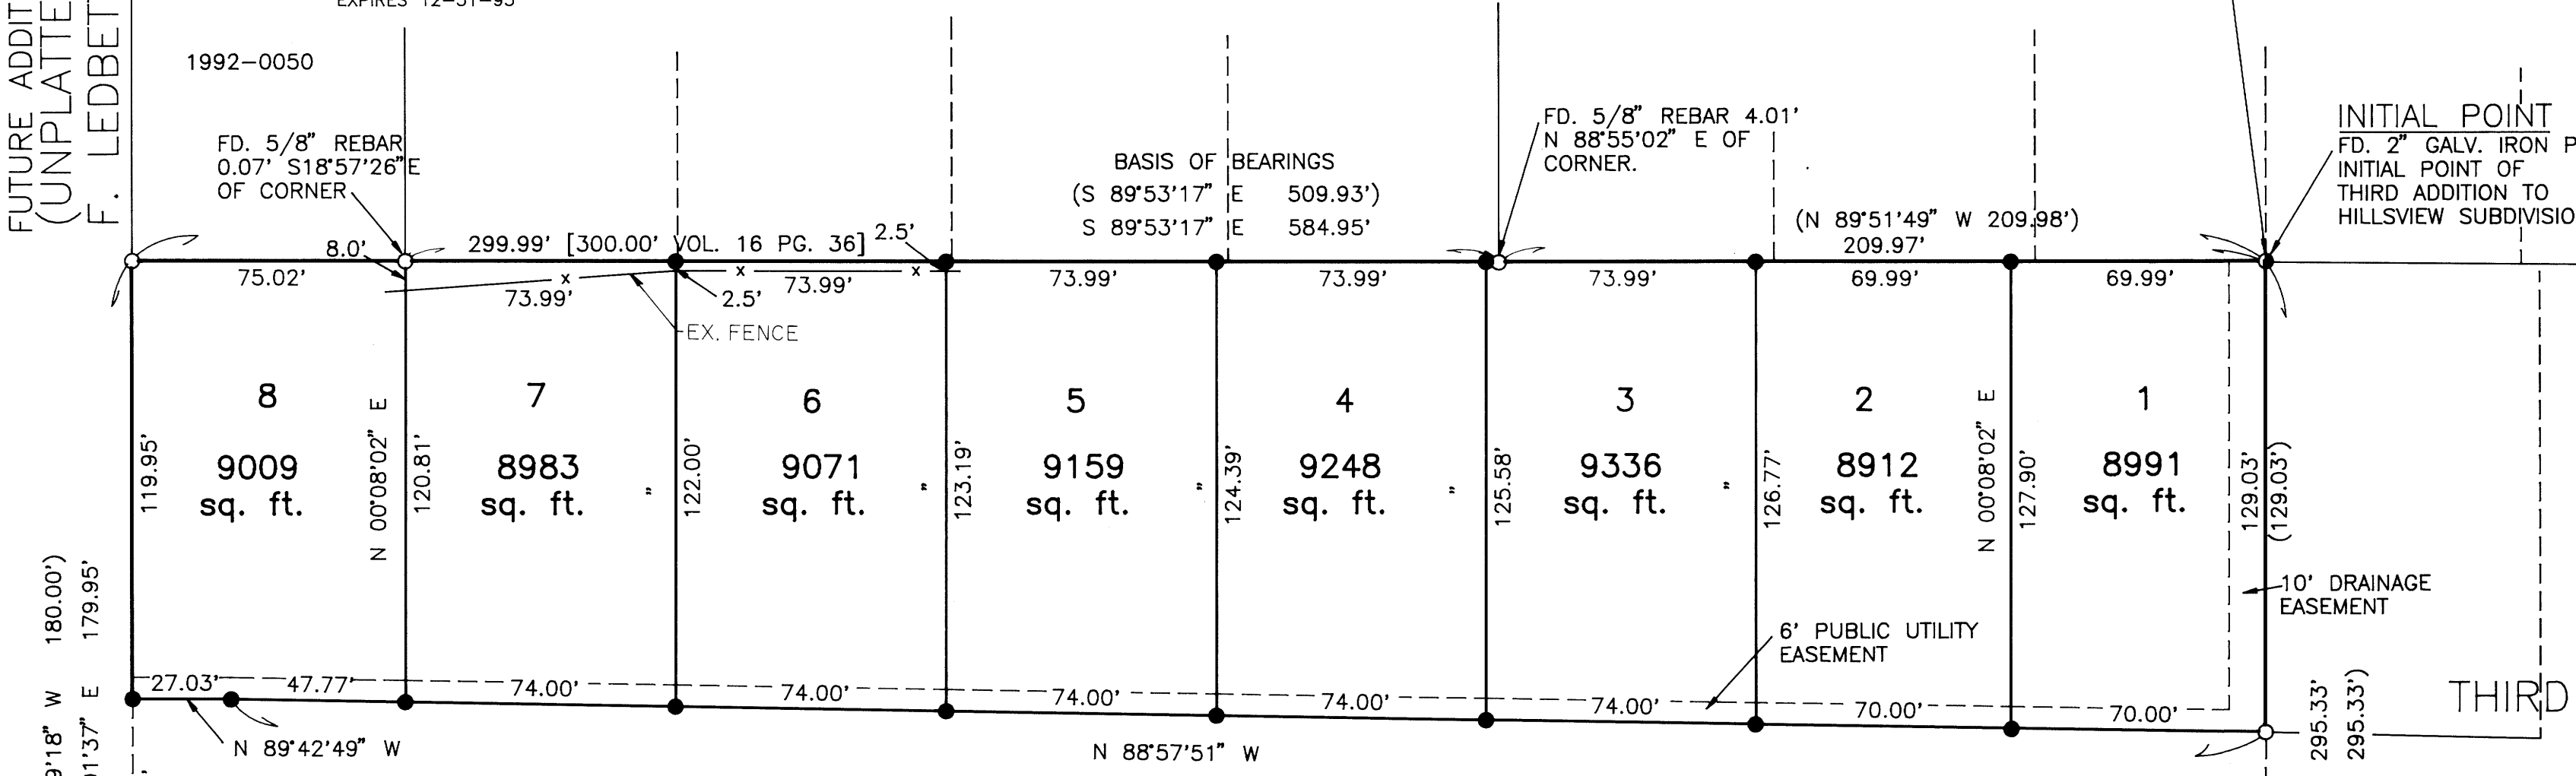 EXPIRES 12-31-93
FUTURE ADDIT
(UNPLATTE
F. LEDBET
1992-0050
FD. 5/8" REBAR
0.07' S18°57'26"E
OF CORNER
BASIS OF BEARINGS
(S 89°53'17" E 509.93')
S 89°53'17" E 584.95'
FD. 5/8" REBAR 4.01'
N 88°55'02" E OF
CORNER.
INITIAL POINT
FD. 2" GALV. IRON P
INITIAL POINT OF
THIRD ADDITION TO
HILLSVIEW SUBDIVISIO
(N 89°51'49" W 209.98')
209.97'
8.0'
299.99' [300.00' VOL. 16 PG. 36]
2.5'
75.02'
73.99'
2.5'
73.99'
73.99'
73.99'
73.99'
69.99'
69.99'
x
x
x
EX. FENCE
8
9009
sq. ft.
7
8983
sq. ft.
6
9071
sq. ft.
5
9159
sq. ft.
4
9248
sq. ft.
3
9336
sq. ft.
2
8912
sq. ft.
1
8991
sq. ft.
119.95'
N 00°08'02" E
120.81'
"
122.00'
"
123.19'
"
124.39'
"
125.58'
"
126.77'
N 00°08'02" E
127.90'
129.03'
(129.03')
10' DRAINAGE
EASEMENT
6' PUBLIC UTILITY
EASEMENT
27.03'
47.77'
74.00'
74.00'
74.00'
74.00'
74.00'
70.00'
70.00'
N 89°42'49" W
N 88°57'51" W
9'18" W 180.00')
01'37" E 179.95'
295.33'
295.33')
THIRD